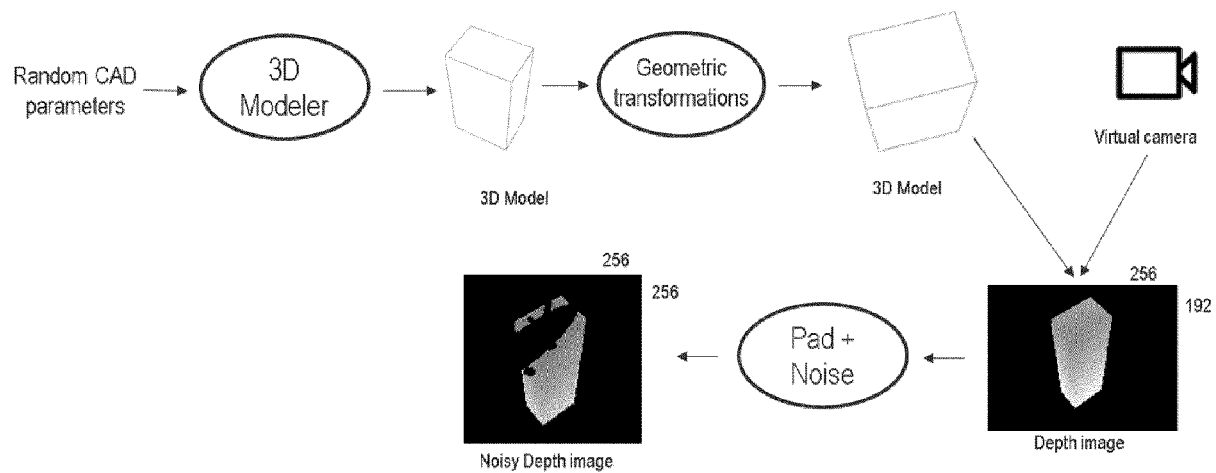 Random CAD
parameters
3D
Modeler
3D Model
Geometric
transformations
3D Model
Virtual camera
256
192
Depth image
Pad +
Noise
256
256
Noisy Depth image